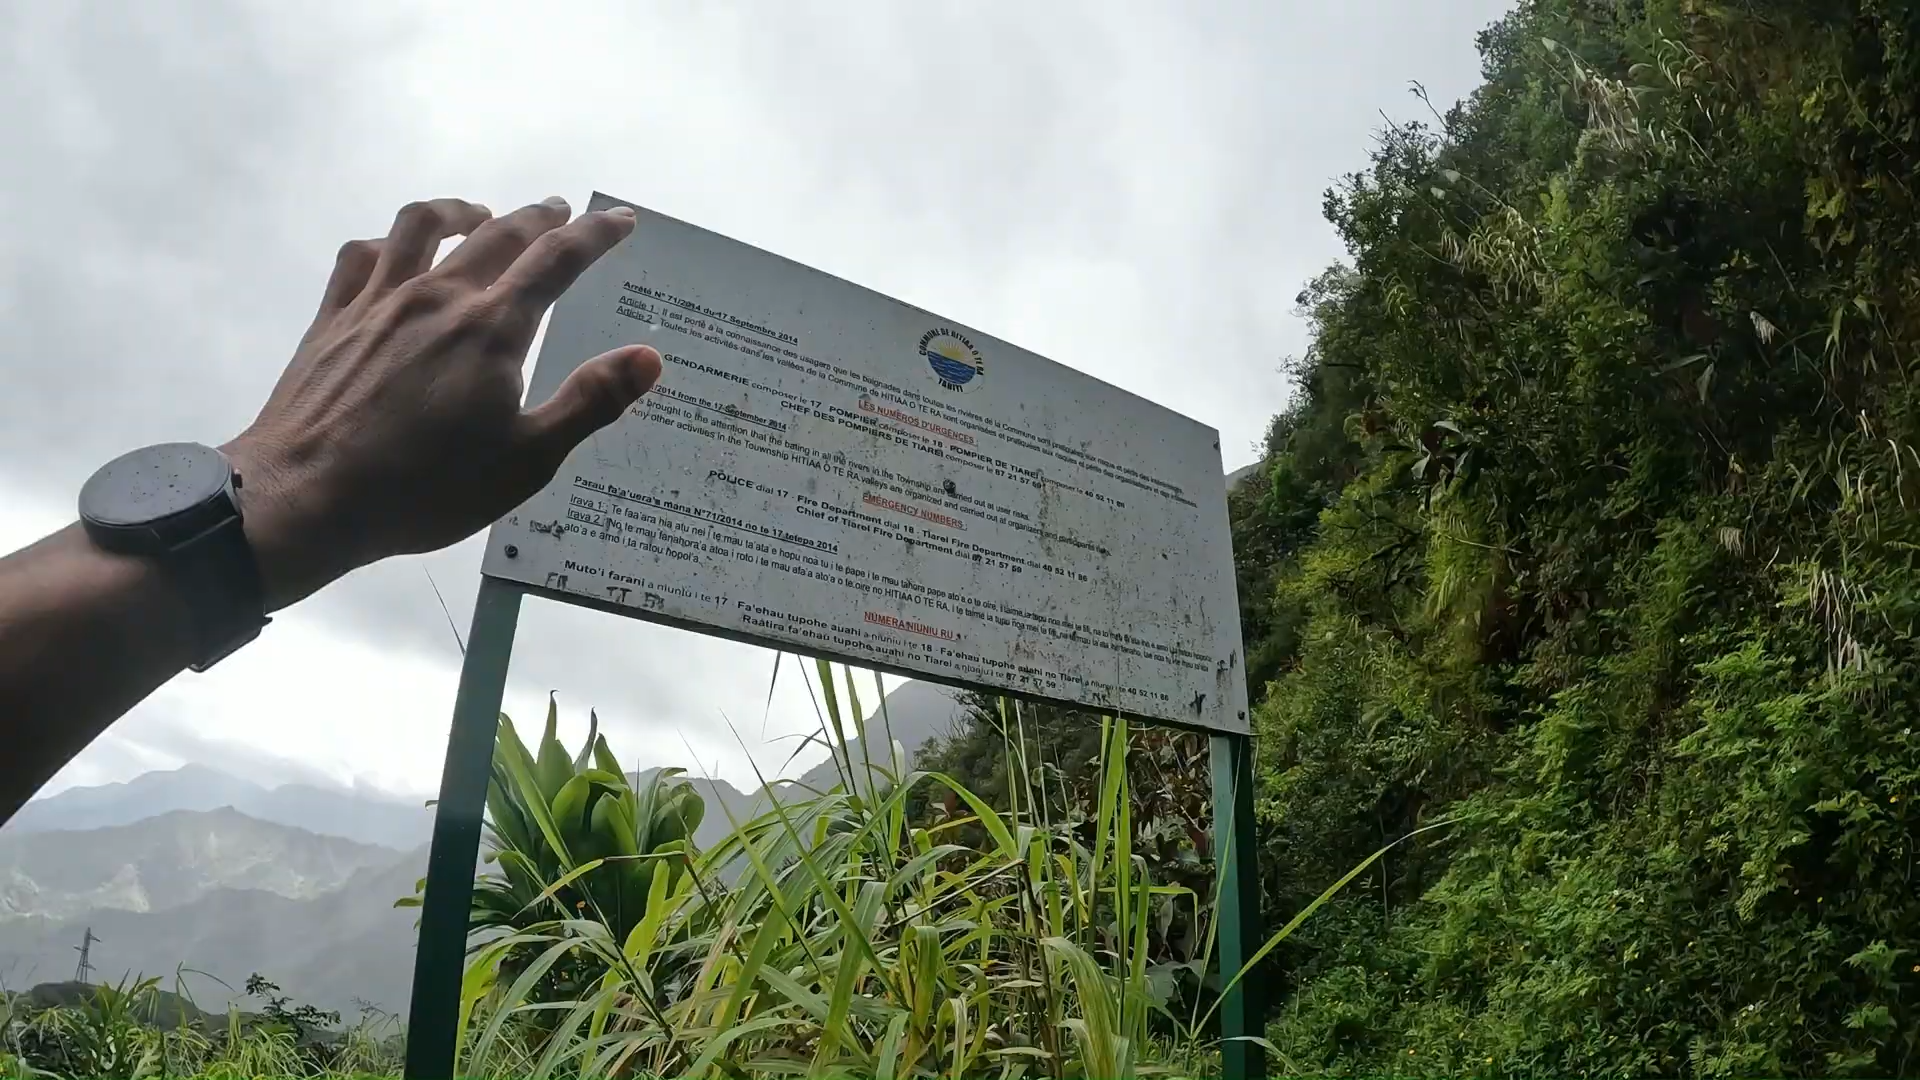 COMMUNE DE HITIAA O TE RA
TAHITI
Arrêté N° 71/2014 du 17 Septembre 2014
Article 1 : Il est porté à la connaissance des usagers que les baignades dans toutes les rivières de la Commune sont pratiquées aux risques et périls des intéressés.
Article 2 : Toutes les activités dans les vallées de la Commune de HITIAA O TE RA sont organisées et pratiquées aux risques et périls des organisateurs et des intéressés.
LES NUMÉROS D'URGENCES :
GENDARMERIE composer le 17 - POMPIER composer le 18 - POMPIER DE TIAREI composer le 40 52 11 86
CHEF DES POMPIERS DE TIAREI composer le 87 21 57 59
/2014 from the 17 September 2014
is brought to the attention that the bating in all the rivers in the Township are carried out at user risks.
Any other activities in the Touwnship HITIAA O TE RA valleys are organized and carried out at organizers and participants
EMERGENCY NUMBERS :
POLICE dial 17 - Fire Department dial 18 - Tiarei Fire Department dial 40 52 11 86
Chief of Tiarei Fire Department dial 87 21 57 59
Parau fa'a'uera'a mana N°71/2014 no te 17 tetepa 2014
Irava 1 : Te faa'ara hia atu nei i te mau ta'ata e hopu noa tu i te pape i te mau tahora pape ato'a o te oire,
Irava 2 : No te mau fanahora'a atoa i roto i te mau afa'a ato'a o te oire no HITIAA O TE RA,
ato'a e amo i ta ratou hopoi'a.
NUMERA NIUNIU RU
Muto'i farani a niuniu i te 17 - Fa'ehau tupohe auahi a niuniu i te 18 - Fa'ehau tupohe auahi no Tiarei a niuniu i te 40 52 11 86
Raatira fa'ehau tupohe auahi no Tiarei a niuniu i te 87 21 57 59